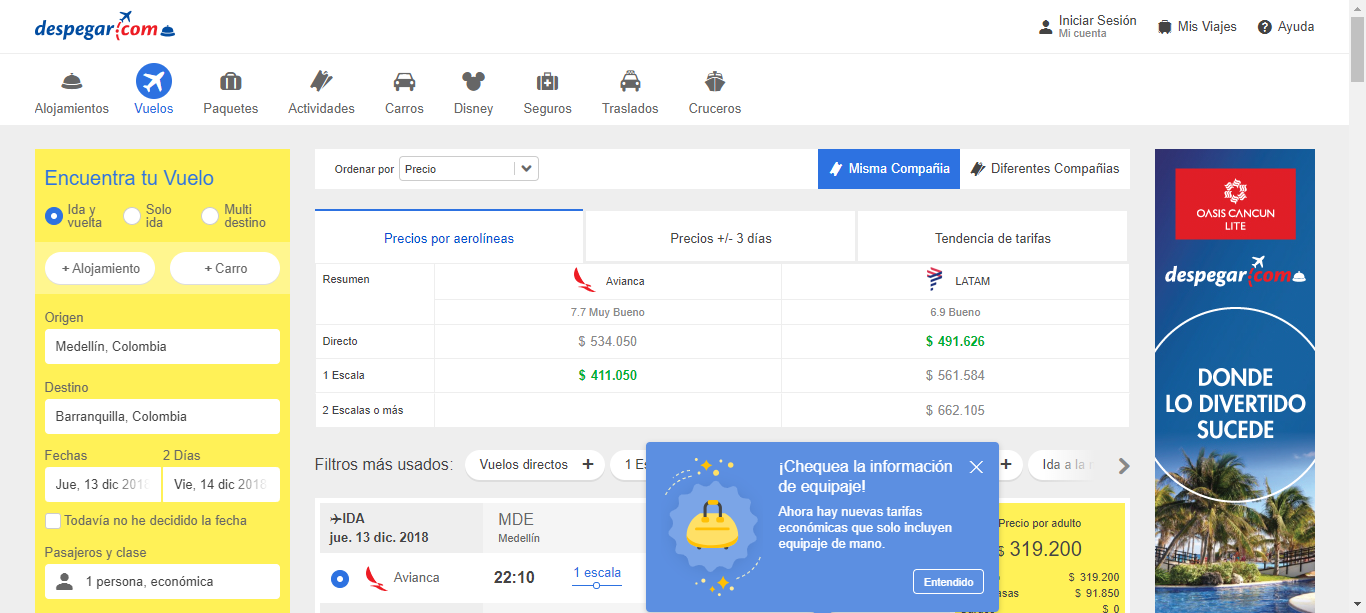 despegar.com
Iniciar Sesión
Mi cuenta
Mis Viajes
Ayuda
Alojamientos
Vuelos
Paquetes
Actividades
Carros
Disney
Seguros
Traslados
Cruceros
Encuentra tu Vuelo
Ida y
vuelta
Solo
ida
Multi
destino
+ Alojamiento
+ Carro
Origen
Medellín, Colombia
Destino
Barranquilla, Colombia
Fechas
2 Días
Jue, 13 dic 2018
Vie, 14 dic 2018
Todavía no he decidido la fecha
Pasajeros y clase
1 persona, económica
Ordenar por
Precio
Misma Compañia
Diferentes Compañias
Precios por aerolíneas
Precios +/- 3 días
Tendencia de tarifas
Resumen
Avianca
LATAM
7.7 Muy Bueno
6.9 Bueno
Directo
$ 534.050
$ 491.626
1 Escala
$ 411.050
$ 561.584
2 Escalas o más
$ 662.105
Filtros más usados:
Vuelos directos +
+
Ida a la
IDA
jue. 13 dic. 2018
MDE
Medellín
Avianca
22:10
1 escala
¡Chequea la información
de equipaje!
Ahora hay nuevas tarifas
económicas que solo incluyen
equipaje de mano.
Entendido
Precio por adulto
$ 319.200
$ 319.200
$ 91.850
$ 0
OASIS CANCUN
LITE
despegar.com
DONDE
LO DIVERTIDO
SUCEDE